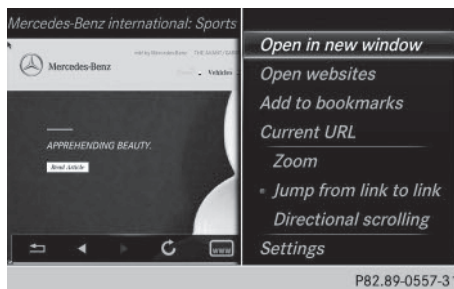 Mercedes-Benz international: Sports
Mercedes-Benz
Vehicles
APPREHENDING BEAUTY.
Read Article
Open in new window
Open websites
Add to bookmarks
Current URL
Zoom
Jump from link to link
Directional scrolling
Settings
www
P82.89-0557-31